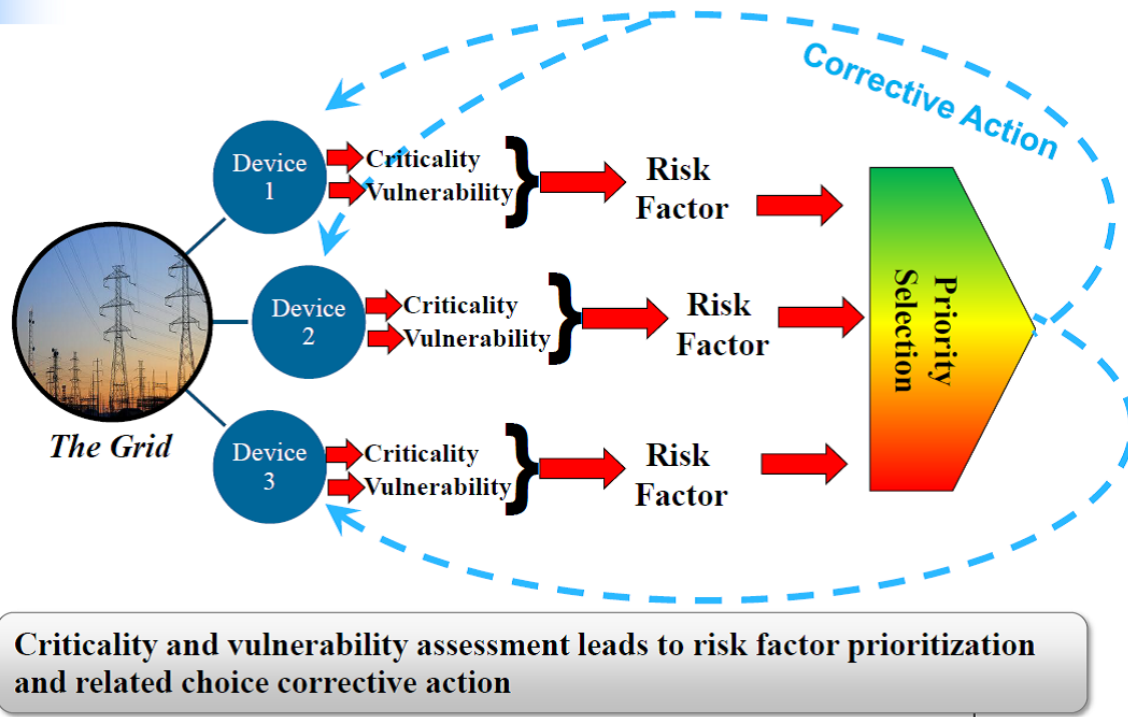 Corrective Action
Device
1
Criticality
Vulnerability
}
Risk
Factor
Device
2
Criticality
Vulnerability
}
Risk
Factor
Priority
Selection
The Grid
Device
3
Criticality
Vulnerability
}
Risk
Factor
Criticality and vulnerability assessment leads to risk factor prioritization
and related choice corrective action